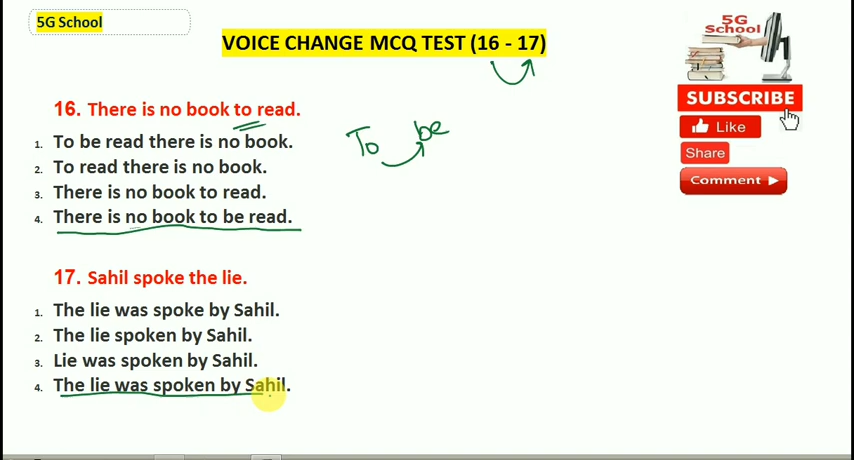 5G School
VOICE CHANGE MCQ TEST (16 - 17)
5G
School
SUBSCRIBE
Like
Share
Comment
16. There is no book to read.
1. To be read there is no book.
2. To read there is no book.
3. There is no book to read.
4. There is no book to be read.
To be
17. Sahil spoke the lie.
1. The lie was spoke by Sahil.
2. The lie spoken by Sahil.
3. Lie was spoken by Sahil.
4. The lie was spoken by Sahil.